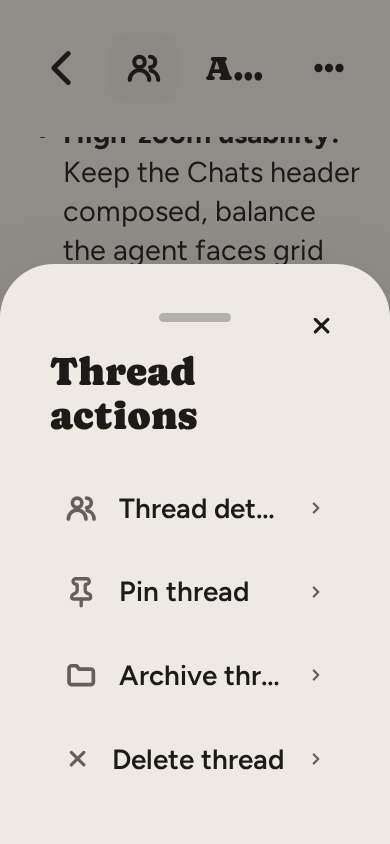 A...
High-zoom usability:
Keep the Chats header
composed, balance
the agent faces grid
Thread
actions
Thread det...
Pin thread
Archive thr...
Delete thread